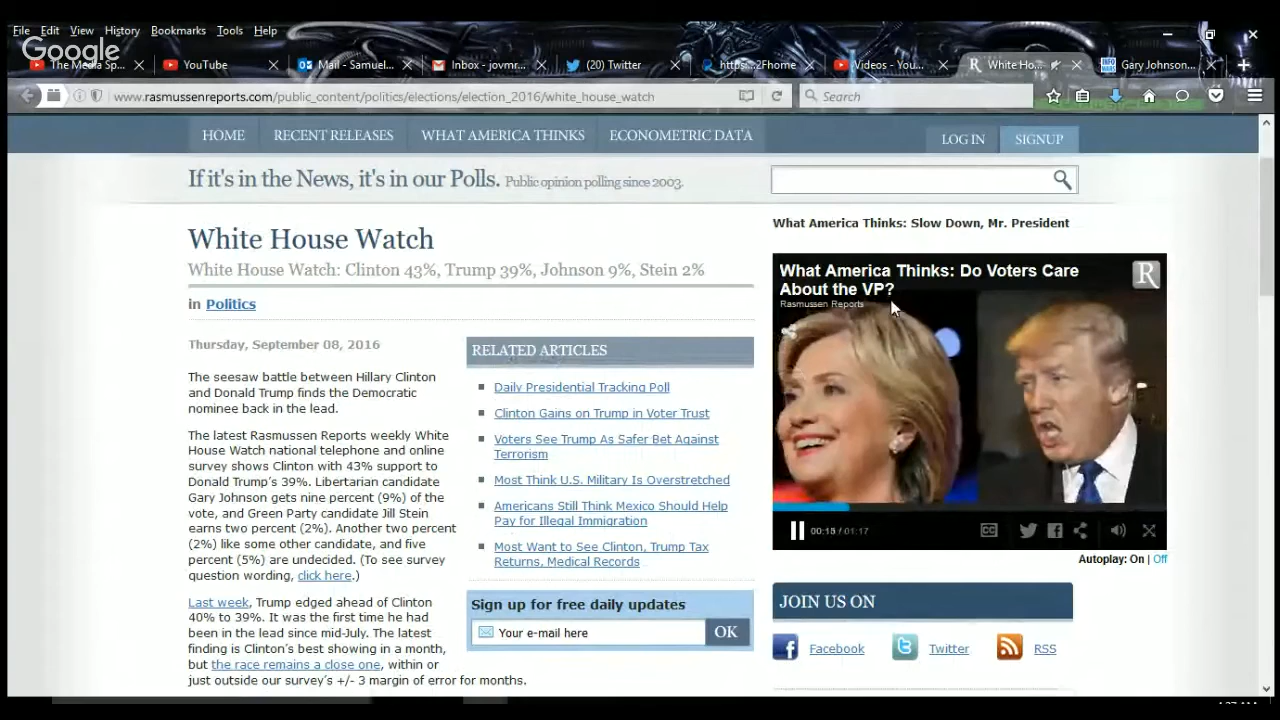 File Edit View History Bookmarks Tools Help
Google
The Media Sp... YouTube Mail - Samuel... Inbox - jovmr... (20) Twitter https:...2Fhome Videos - You... White Ho... Gary Johnson...
www.rasmussenreports.com/public_content/politics/elections/election_2016/white_house_watch
Search
HOME RECENT RELEASES WHAT AMERICA THINKS ECONOMETRIC DATA
LOG IN SIGNUP
If it's in the News, it's in our Polls. Public opinion polling since 2003.
White House Watch
White House Watch: Clinton 43%, Trump 39%, Johnson 9%, Stein 2%
in Politics
Thursday, September 08, 2016
The seesaw battle between Hillary Clinton
and Donald Trump finds the Democratic
nominee back in the lead.
The latest Rasmussen Reports weekly White
House Watch national telephone and online
survey shows Clinton with 43% support to
Donald Trump's 39%. Libertarian candidate
Gary Johnson gets nine percent (9%) of the
vote, and Green Party candidate Jill Stein
earns two percent (2%). Another two percent
(2%) like some other candidate, and five
percent (5%) are undecided. (To see survey
question wording, click here.)
Last week, Trump edged ahead of Clinton
40% to 39%. It was the first time he had
been in the lead since mid-July. The latest
finding is Clinton's best showing in a month,
but the race remains a close one, within or
just outside our survey's +/- 3 margin of error for months.
RELATED ARTICLES
Daily Presidential Tracking Poll
Clinton Gains on Trump in Voter Trust
Voters See Trump As Safer Bet Against
Terrorism
Most Think U.S. Military Is Overstretched
Americans Still Think Mexico Should Help
Pay for Illegal Immigration
Most Want to See Clinton, Trump Tax
Returns, Medical Records
Sign up for free daily updates
Your e-mail here OK
What America Thinks: Slow Down, Mr. President
What America Thinks: Do Voters Care
About the VP?
Rasmussen Reports
R
00:15 / 01:17
CC
Autoplay: On | Off
JOIN US ON
Facebook Twitter RSS